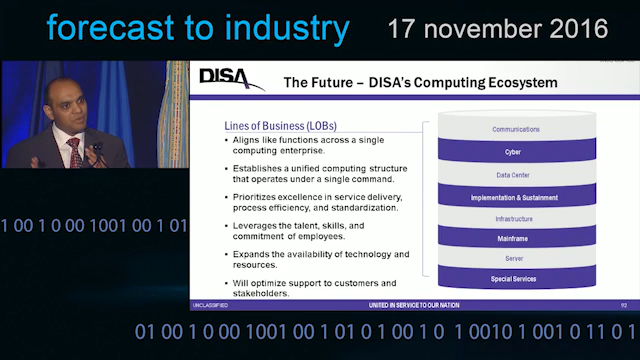 forecast to industry
17 november 2016
DISA
The Future – DISA's Computing Ecosystem
Lines of Business (LOBs)
▪ Aligns like functions across a single
computing enterprise.
▪ Establishes a unified computing structure
that operates under a single command.
▪ Prioritizes excellence in service delivery,
process efficiency, and standardization.
▪ Leverages the talent, skills, and
commitment of employees.
▪ Expands the availability of technology and
resources.
▪ Will optimize support to customers and
stakeholders.
Communications
Cyber
Data Center
Implementation & Sustainment
Infrastructure
Mainframe
Server
Special Services
UNCLASSIFIED
UNITED IN SERVICE TO OUR NATION
92
1 00 1 0 00 1001 00 1 01
01 00 1 0 00 1001 00 1 01 0 1 00 1 0 1 0010 1 001 0 11 0 1